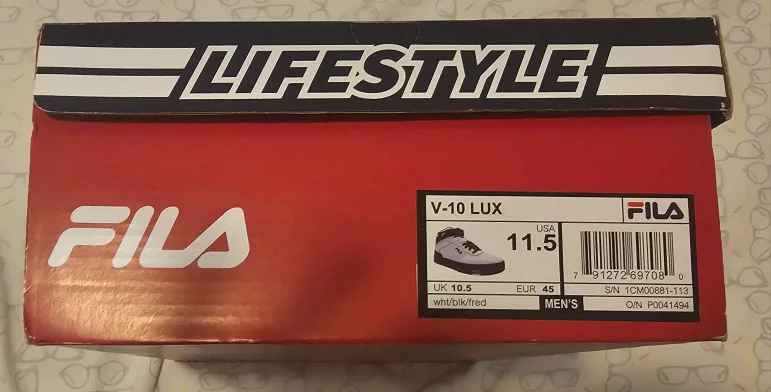 LIFESTYLE
FILA
V-10 LUX
FILA
USA
11.5
UK 10.5 EUR 45
wht/blk/fred
MEN'S
7 91272 69708 0
S/N 1CM00881-113
O/N P0041494